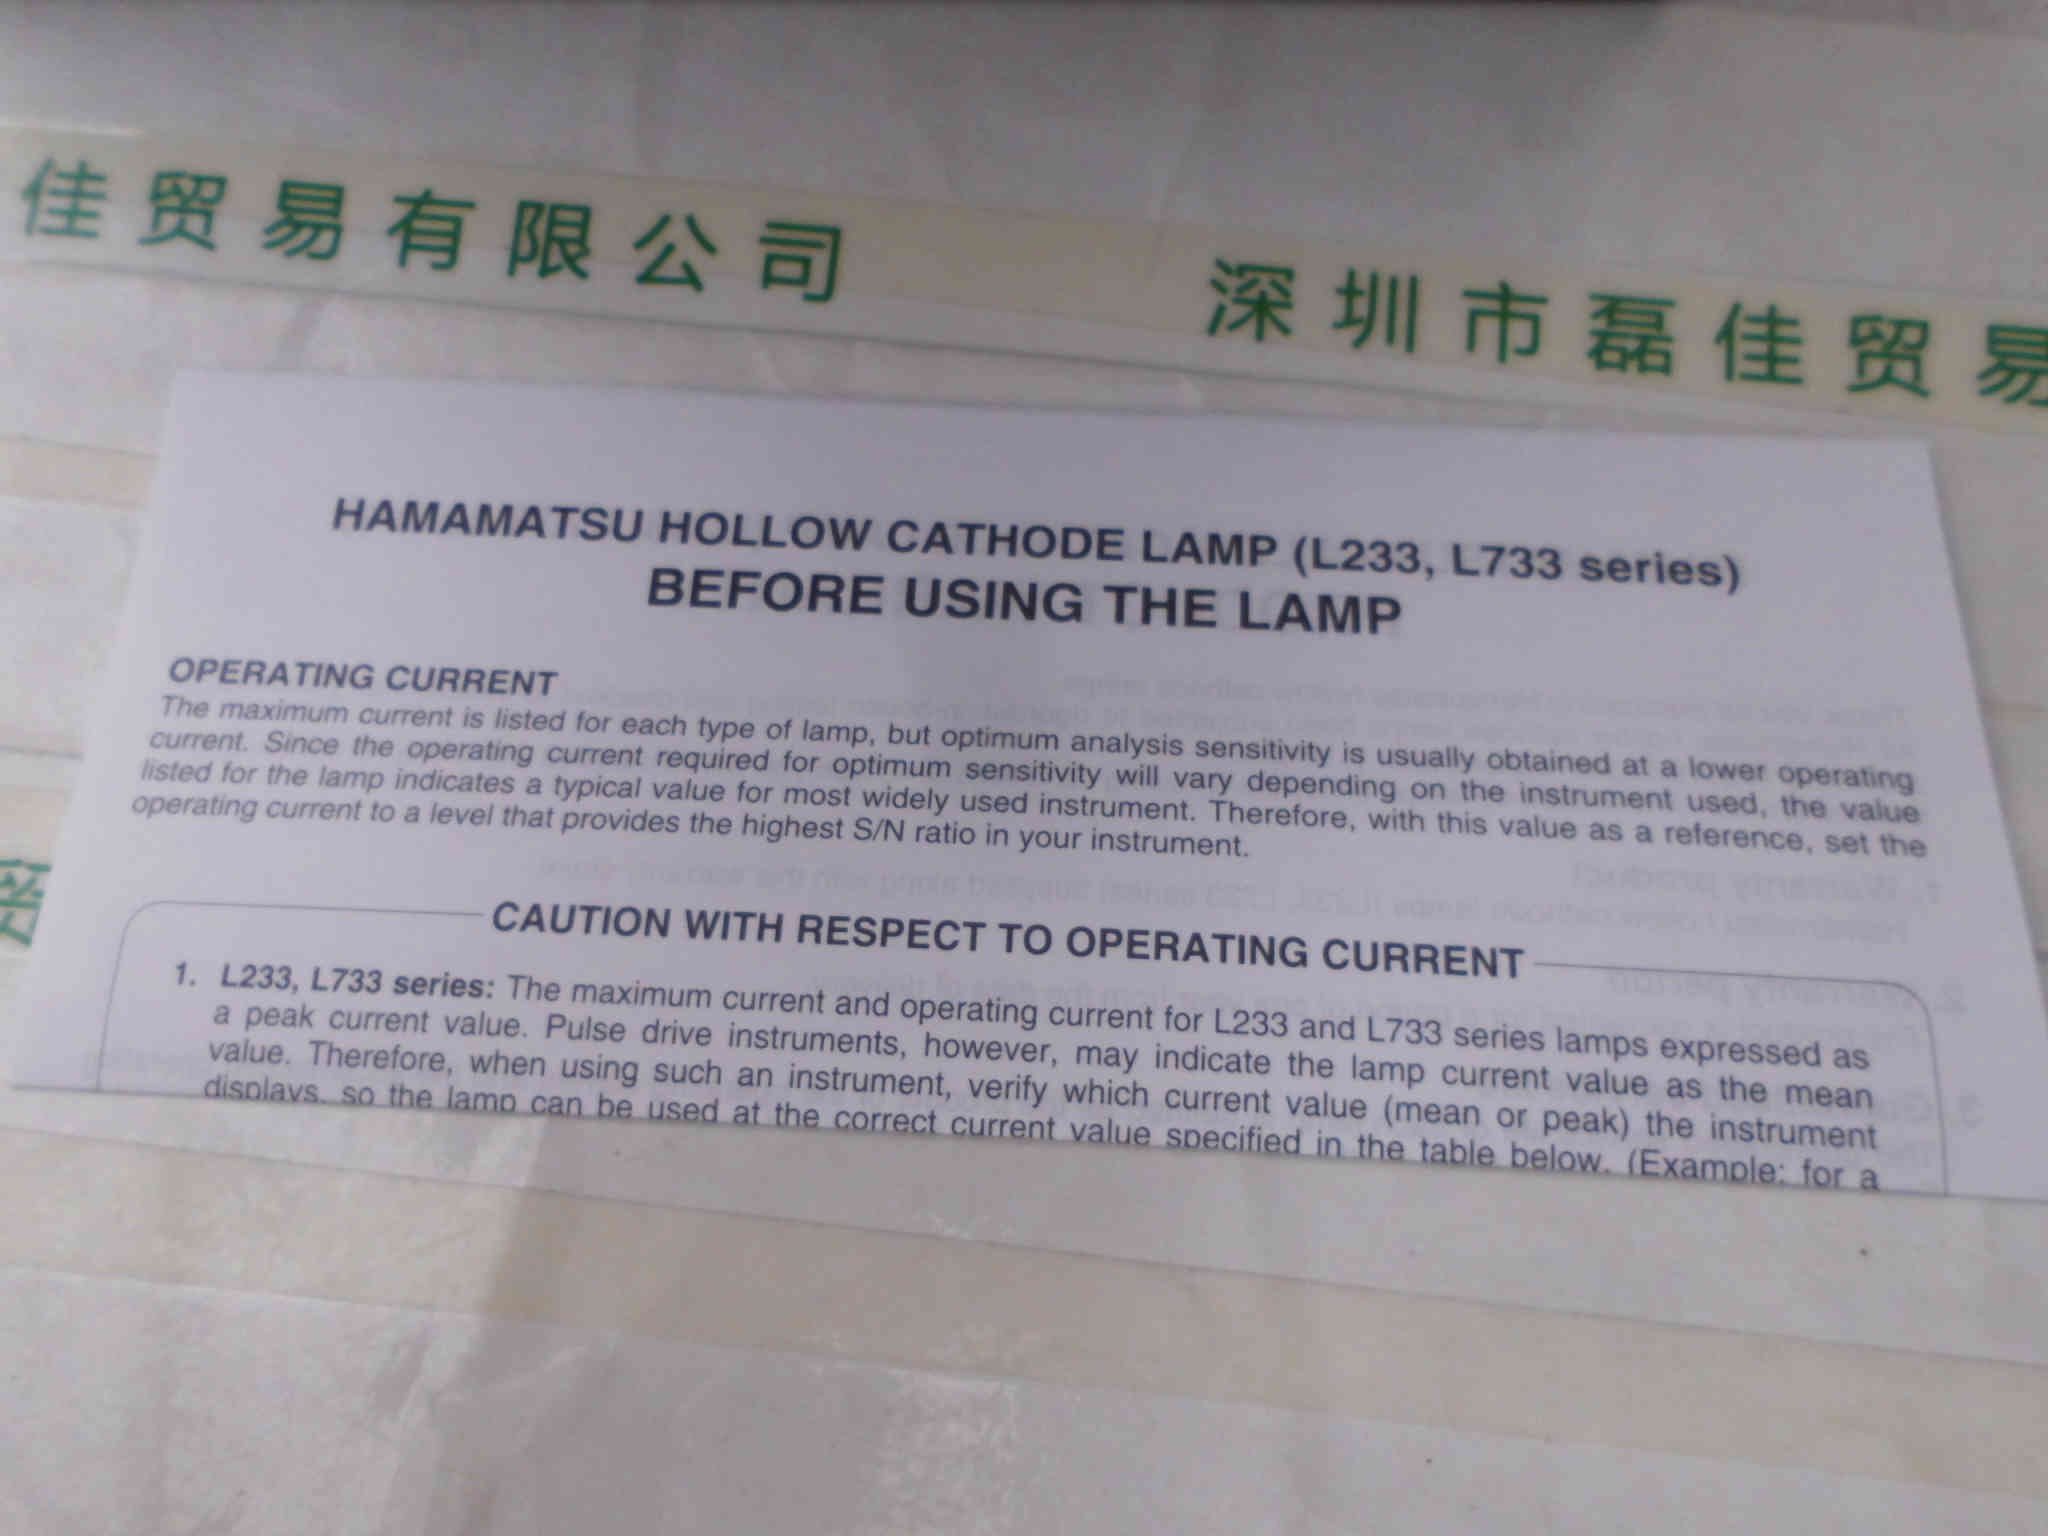 佳贸易有限公司 深圳市磊佳贸易
HAMAMATSU HOLLOW CATHODE LAMP (L233, L733 series)
BEFORE USING THE LAMP
OPERATING CURRENT
The maximum current is listed for each type of lamp, but optimum analysis sensitivity is usually obtained at a lower operating
current. Since the operating current required for optimum sensitivity will vary depending on the instrument used, the value
listed for the lamp indicates a typical value for most widely used instrument. Therefore, with this value as a reference, set the
operating current to a level that provides the highest S/N ratio in your instrument.
CAUTION WITH RESPECT TO OPERATING CURRENT
1. L233, L733 series: The maximum current and operating current for L233 and L733 series lamps expressed as
a peak current value. Pulse drive instruments, however, may indicate the lamp current value as the mean
value. Therefore, when using such an instrument, verify which current value (mean or peak) the instrument
displays, so the lamp can be used at the correct current value specified in the table below. (Example: for a